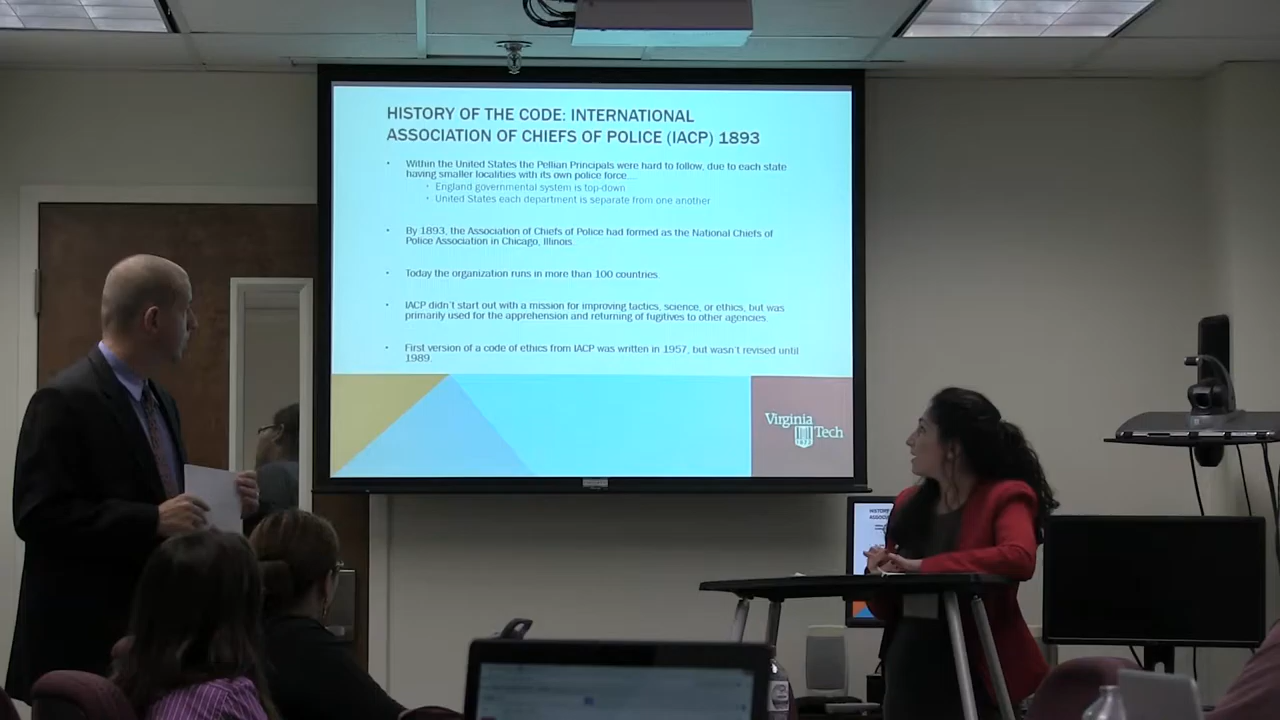 HISTORY OF THE CODE: INTERNATIONAL
ASSOCIATION OF CHIEFS OF POLICE (IACP) 1893
Within the United States the Pellian Principals were hard to follow, due to each state
having smaller localities with its own police force...
England governmental system is top-down
United States each department is separate from one another
By 1893, the Association of Chiefs of Police had formed as the National Chiefs of
Police Association in Chicago, Illinois.
Today the organization runs in more than 100 countries.
IACP didn't start out with a mission for improving tactics, science, or ethics, but was
primarily used for the apprehension and returning of fugitives to other agencies.
First version of a code of ethics from IACP was written in 1957, but wasn't revised until
1989.
Virginia
Tech